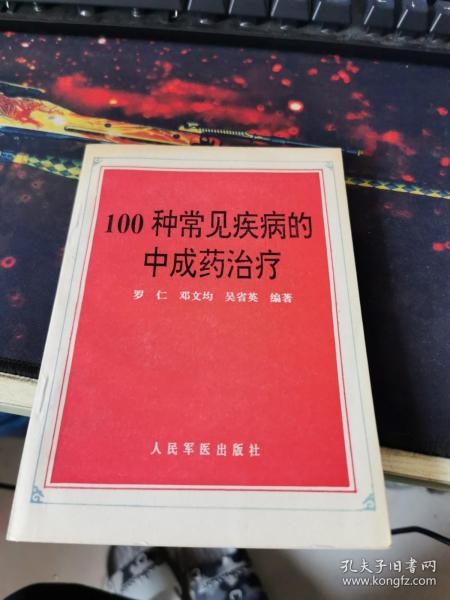 100 种常见疾病的
中成药治疗
罗 仁 邓文均 吴省英 编著
人民军医出版社
孔夫子旧书网
www.kongfz.com